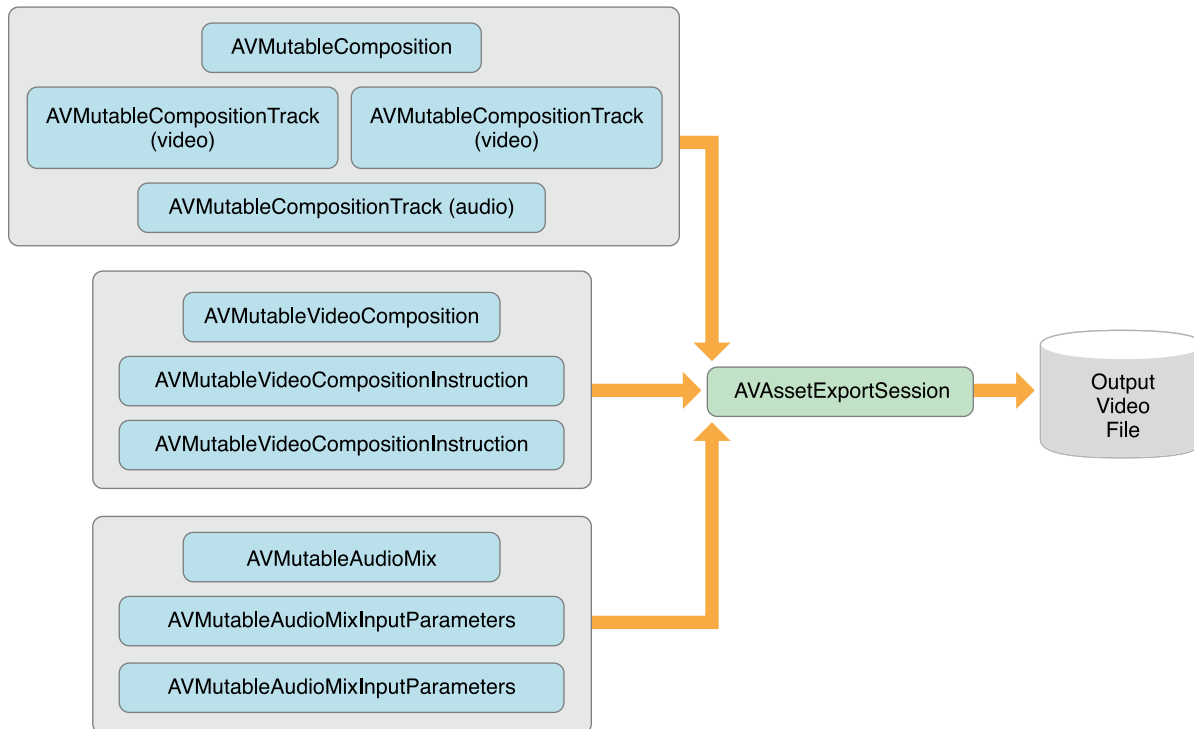 AVMutableComposition
AVMutableCompositionTrack
(video)
AVMutableCompositionTrack
(video)
AVMutableCompositionTrack (audio)
AVMutableVideoComposition
AVMutableVideoCompositionInstruction
AVMutableVideoCompositionInstruction
AVMutableAudioMix
AVMutableAudioMixInputParameters
AVMutableAudioMixInputParameters
AVAssetExportSession
Output
Video
File